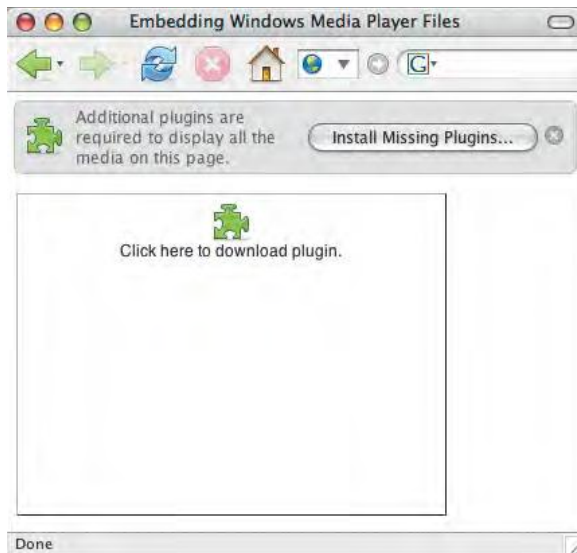 Embedding Windows Media Player Files
G
Additional plugins are
required to display all the
media on this page.
Install Missing Plugins...
Click here to download plugin.
Done